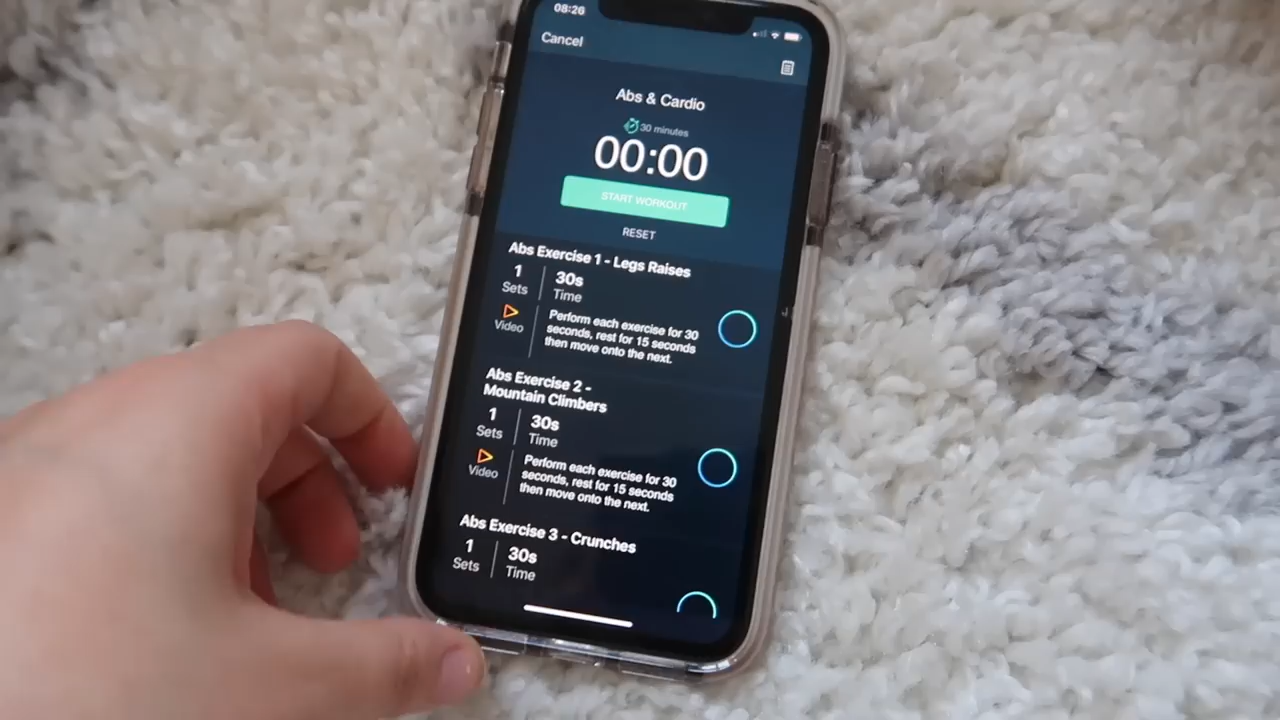 08:26
Cancel
Abs & Cardio
30 minutes
00:00
START WORKOUT
RESET
Abs Exercise 1 - Legs Raises
1
Sets
30s
Time
Video
Perform each exercise for 30
seconds, rest for 15 seconds
then move onto the next.
Abs Exercise 2 -
Mountain Climbers
1
Sets
30s
Time
Video
Perform each exercise for 30
seconds, rest for 15 seconds
then move onto the next.
Abs Exercise 3 - Crunches
1
Sets
30s
Time